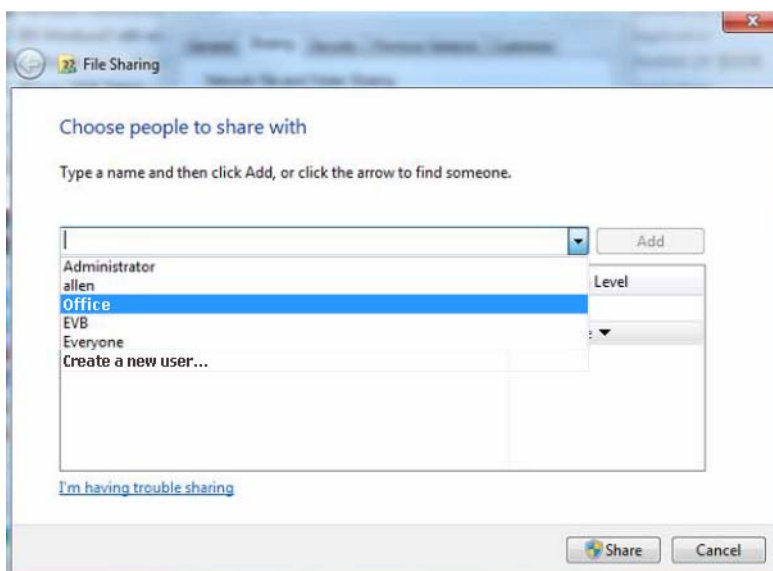 File Sharing
Choose people to share with
Type a name and then click Add, or click the arrow to find someone.
Add
Administrator
allen
Level
Office
EVB
Everyone
Create a new user...
I'm having trouble sharing
Share
Cancel